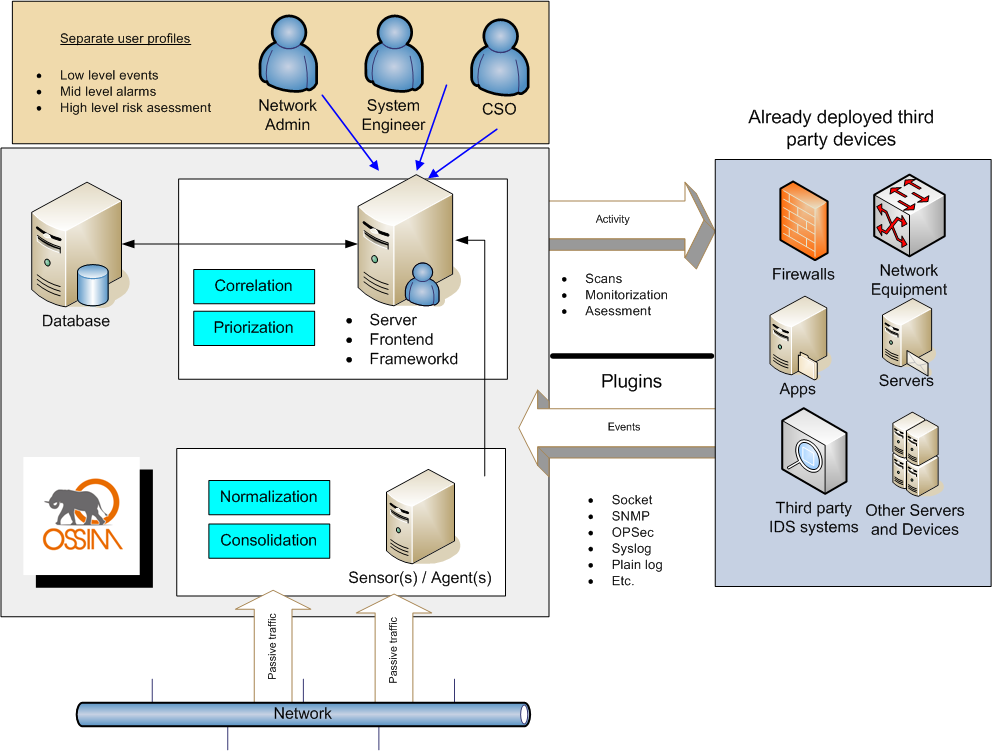 Separate user profiles
• Low level events
• Mid level alarms
• High level risk asessment
Network
Admin
System
Engineer
CSO
Already deployed third
party devices
Database
Correlation
Priorization
• Server
• Frontend
• Frameworkd
Activity
• Scans
• Monitorization
• Asessment
Plugins
Events
• Socket
• SNMP
• OPSec
• Syslog
• Plain log
• Etc.
Firewalls
Network
Equipment
Apps
Servers
Third party
IDS systems
Other Servers
and Devices
OSSIM
Normalization
Consolidation
Sensor(s) / Agent(s)
Passive traffic
Passive traffic
Network